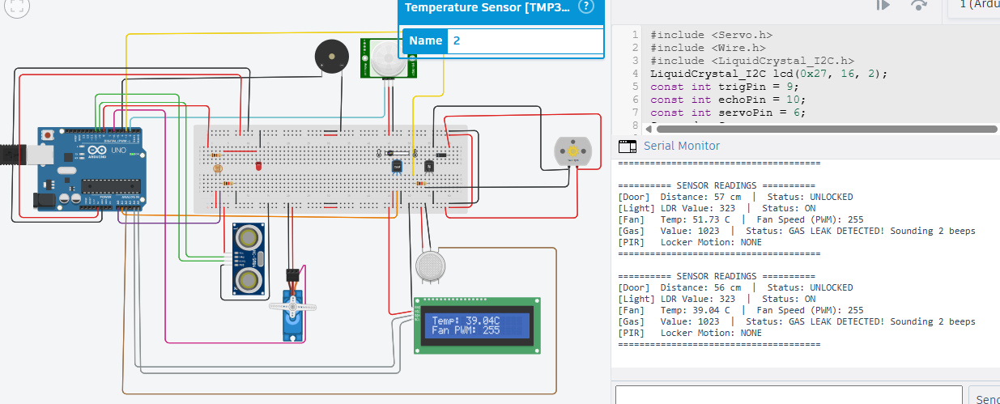 Temperature Sensor [TMP3...
?
Name 2
1 (Ardu
1 #include <Servo.h>
2 #include <Wire.h>
3 #include <LiquidCrystal_I2C.h>
4 LiquidCrystal_I2C lcd(0x27, 16, 2);
5 const int trigPin = 9;
6 const int echoPin = 10;
7 const int servoPin = 6;
8
Serial Monitor
======================================
========== SENSOR READINGS ==========
[Door] Distance: 57 cm | Status: UNLOCKED
[Light] LDR Value: 323 | Status: ON
[Fan] Temp: 51.73 C | Fan Speed (PWM): 255
[Gas] Value: 1023 | Status: GAS LEAK DETECTED! Sounding 2 beeps
[PIR] Locker Motion: NONE
======================================
========== SENSOR READINGS ==========
[Door] Distance: 56 cm | Status: UNLOCKED
[Light] LDR Value: 323 | Status: ON
[Fan] Temp: 39.04 C | Fan Speed (PWM): 255
[Gas] Value: 1023 | Status: GAS LEAK DETECTED! Sounding 2 beeps
[PIR] Locker Motion: NONE
======================================
Send
DIGITAL (PWM~)
UNO
ARDUINO
POWER
ANALOG IN
Temp: 39.04C
Fan PWM: 255